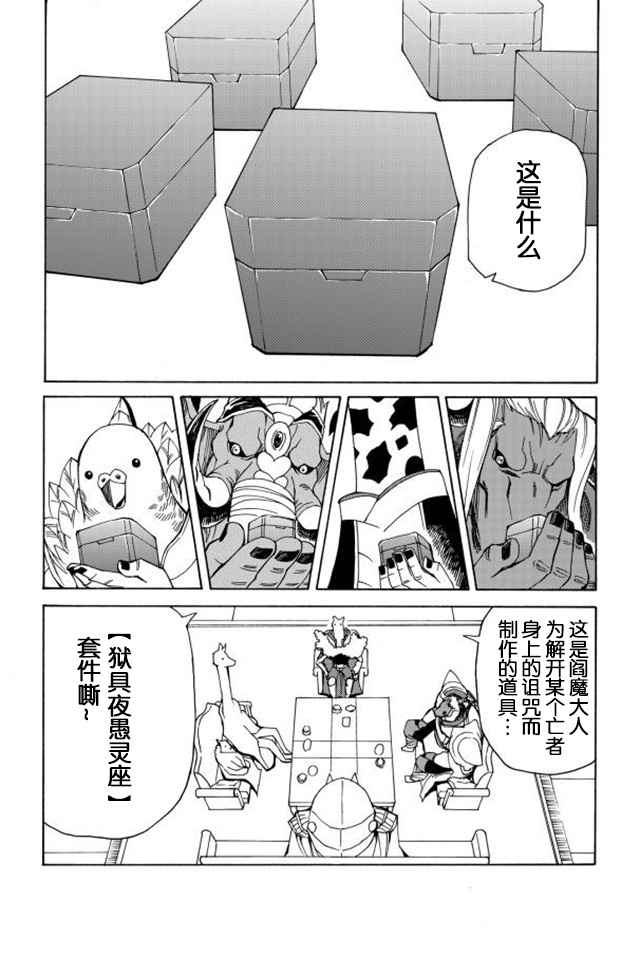 这是什么
这是阎魔大人
为解开某个亡者
身上的诅咒而
制作的道具…
【狱具夜愚灵座】
套件嘶~